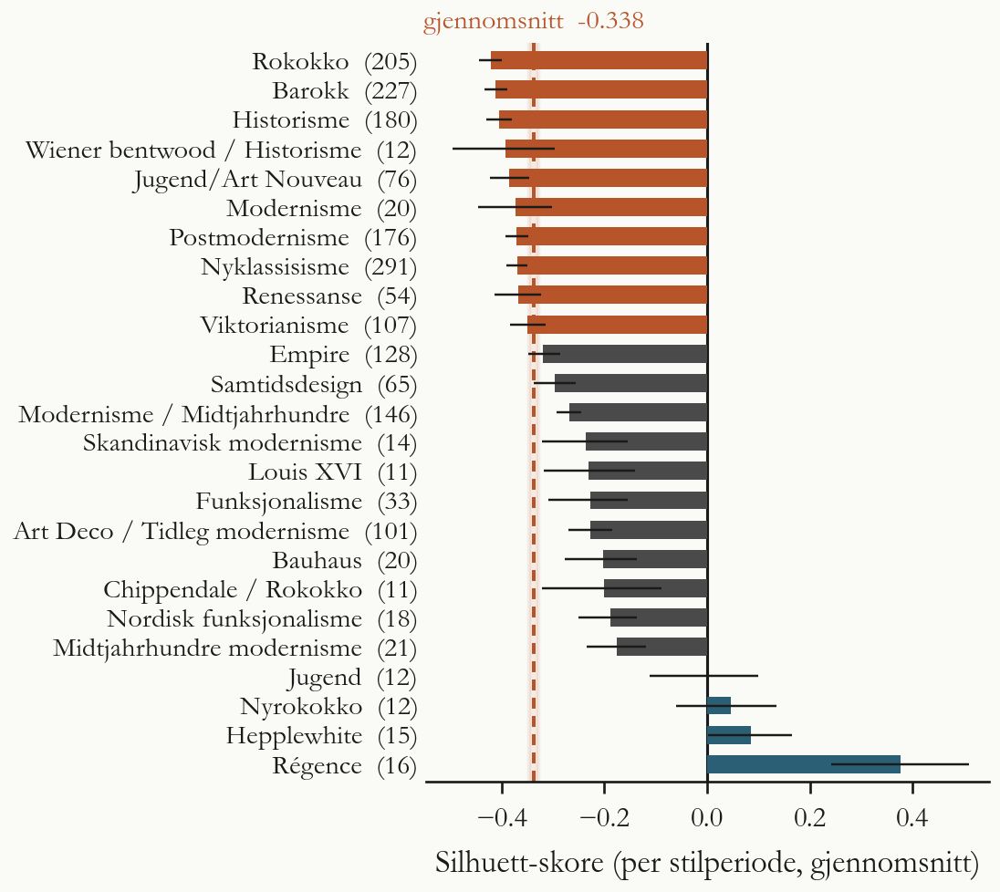 gjennomsnitt -0.338
Rokokko (205)
Barokk (227)
Historisme (180)
Wiener bentwood / Historisme (12)
Jugend/Art Nouveau (76)
Modernisme (20)
Postmodernisme (176)
Nyklassisisme (291)
Renessanse (54)
Viktorianisme (107)
Empire (128)
Samtidsdesign (65)
Modernisme / Midtjahrhundre (146)
Skandinavisk modernisme (14)
Louis XVI (11)
Funksjonalisme (33)
Art Deco / Tidleg modernisme (101)
Bauhaus (20)
Chippendale / Rokokko (11)
Nordisk funksjonalisme (18)
Midtjahrhundre modernisme (21)
Jugend (12)
Nyrokokko (12)
Hepplewhite (15)
Régence (16)
−0.4 −0.2 0.0 0.2 0.4
Silhuett-skore (per stilperiode, gjennomsnitt)